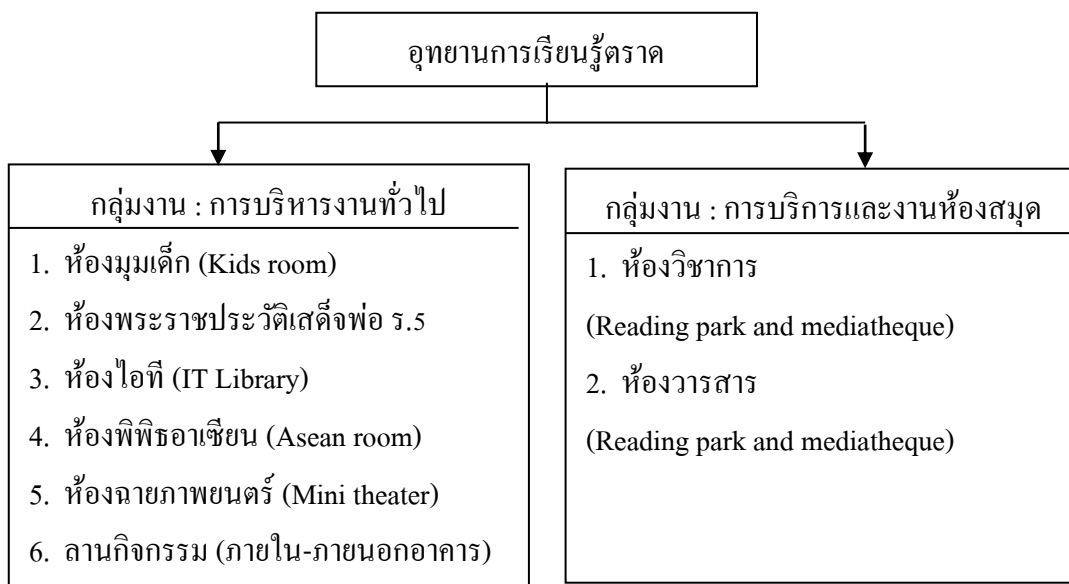 อุทยานการเรียนรู้ตราด
กลุ่มงาน : การบริหารงานทั่วไป
1. ห้องมุมเด็ก (Kids room)
2. ห้องพระราชประวัติเสด็จพ่อ ร.5
3. ห้องไอที (IT Library)
4. ห้องพิพิธอาเซียน (Asean room)
5. ห้องฉายภาพยนตร์ (Mini theater)
6. ลานกิจกรรม (ภายใน-ภายนอกอาคาร)
กลุ่มงาน : การบริการและงานห้องสมุด
1. ห้องวิชาการ
(Reading park and mediatheque)
2. ห้องวารสาร
(Reading park and mediatheque)